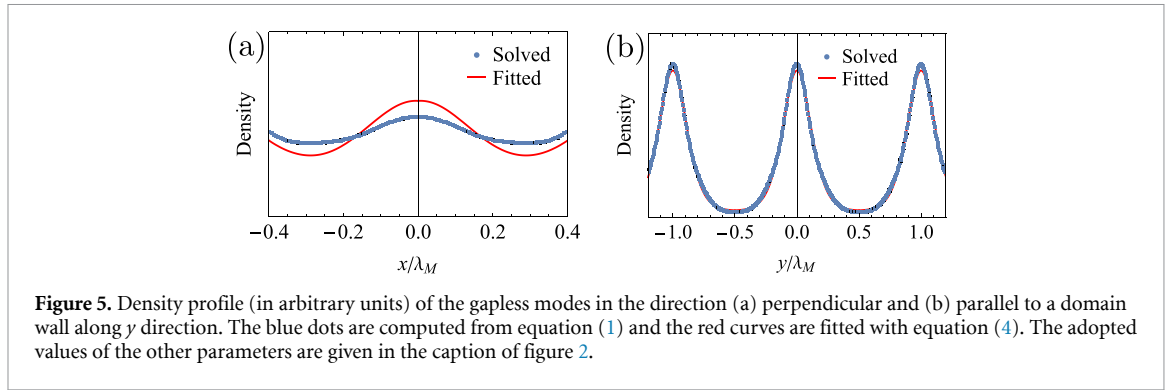 (a)
Solved
Fitted
Density
−0.4 −0.2 0.0 0.2 0.4
x/λM
(b)
Solved
Fitted
Density
−1.0 −0.5 0.0 0.5 1.0
y/λM
Figure 5. Density profile (in arbitrary units) of the gapless modes in the direction (a) perpendicular and (b) parallel to a domain
wall along y direction. The blue dots are computed from equation (1) and the red curves are fitted with equation (4). The adopted
values of the other parameters are given in the caption of figure 2.